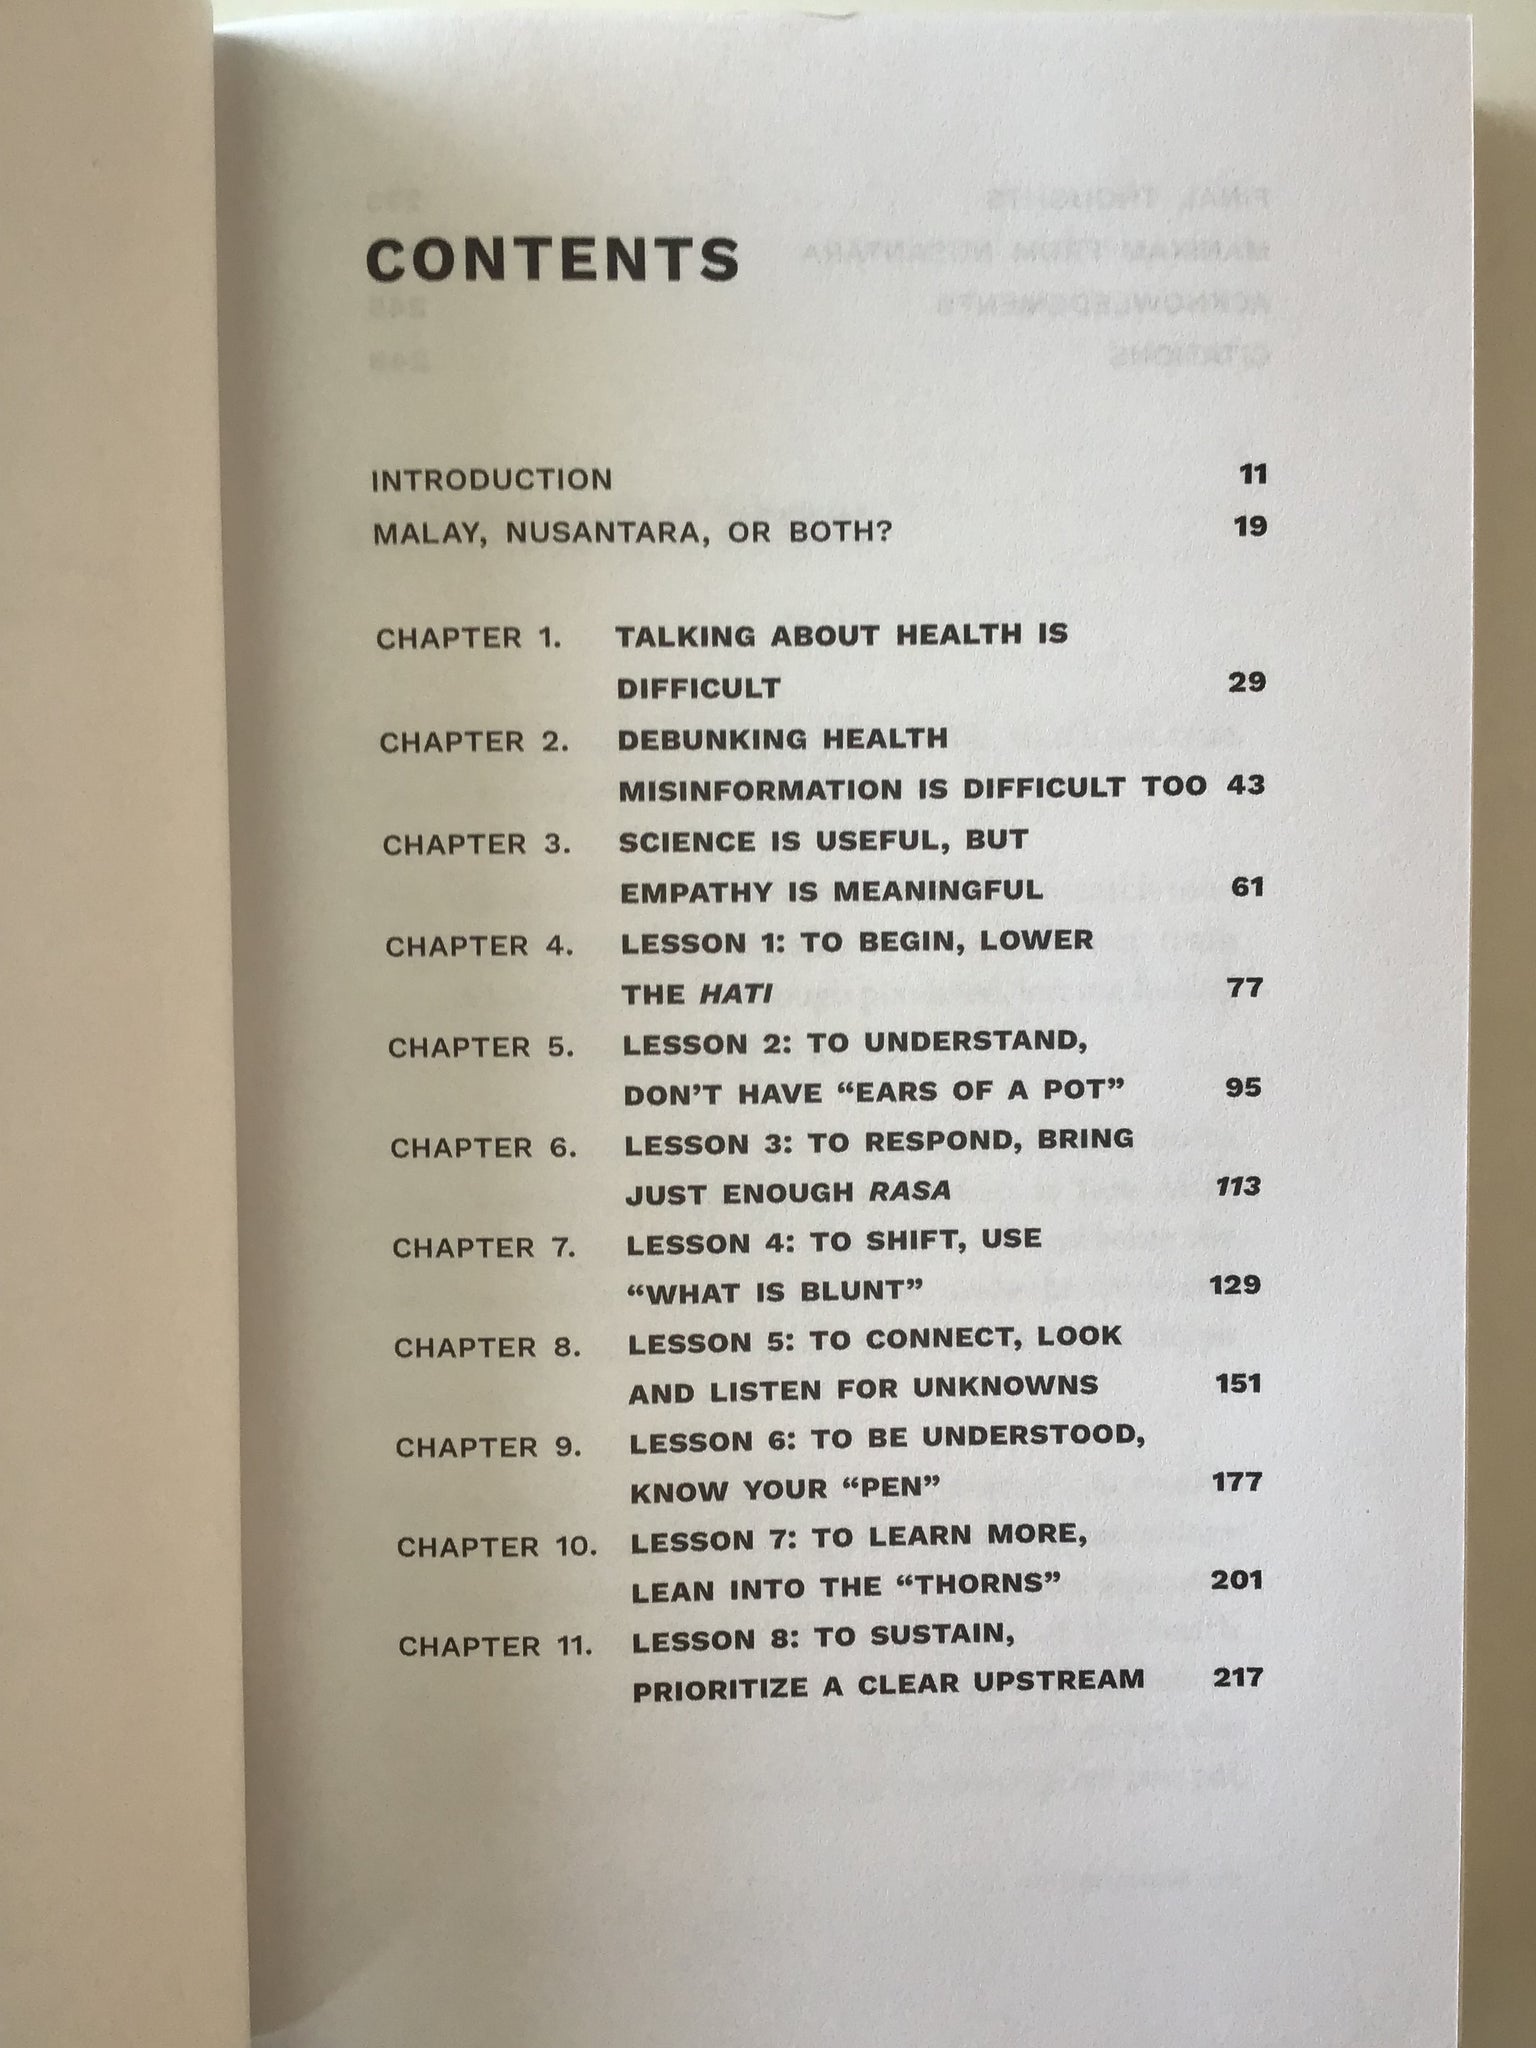 CONTENTS
INTRODUCTION 11
MALAY, NUSANTARA, OR BOTH? 19
CHAPTER 1. TALKING ABOUT HEALTH IS
DIFFICULT 29
CHAPTER 2. DEBUNKING HEALTH
MISINFORMATION IS DIFFICULT TOO 43
CHAPTER 3. SCIENCE IS USEFUL, BUT
EMPATHY IS MEANINGFUL 61
CHAPTER 4. LESSON 1: TO BEGIN, LOWER
THE HATI 77
CHAPTER 5. LESSON 2: TO UNDERSTAND,
DON’T HAVE “EARS OF A POT” 95
CHAPTER 6. LESSON 3: TO RESPOND, BRING
JUST ENOUGH RASA 113
CHAPTER 7. LESSON 4: TO SHIFT, USE
“WHAT IS BLUNT” 129
CHAPTER 8. LESSON 5: TO CONNECT, LOOK
AND LISTEN FOR UNKNOWNS 151
CHAPTER 9. LESSON 6: TO BE UNDERSTOOD,
KNOW YOUR “PEN” 177
CHAPTER 10. LESSON 7: TO LEARN MORE,
LEAN INTO THE “THORNS” 201
CHAPTER 11. LESSON 8: TO SUSTAIN,
PRIORITIZE A CLEAR UPSTREAM 217